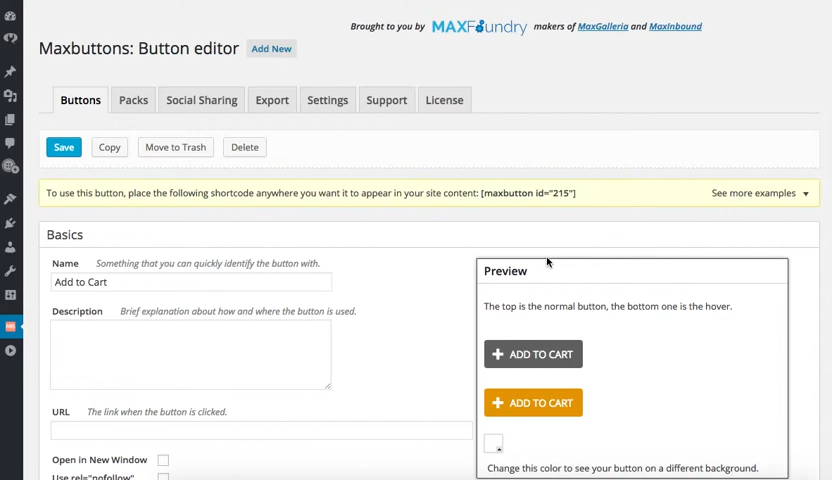 Brought to you by MAXFoundry makers of MaxGalleria and MaxInbound
Maxbuttons: Button editor Add New
Buttons Packs Social Sharing Export Settings Support License
Save Copy Move to Trash Delete
To use this button, place the following shortcode anywhere you want it to appear in your site content: [maxbutton id="215"] See more examples
Basics
Name Something that you can quickly identify the button with.
Add to Cart
Description Brief explanation about how and where the button is used.
URL The link when the button is clicked.
Open in New Window
Use rel="nofollow"
Preview
The top is the normal button, the bottom one is the hover.
ADD TO CART
ADD TO CART
Change this color to see your button on a different background.